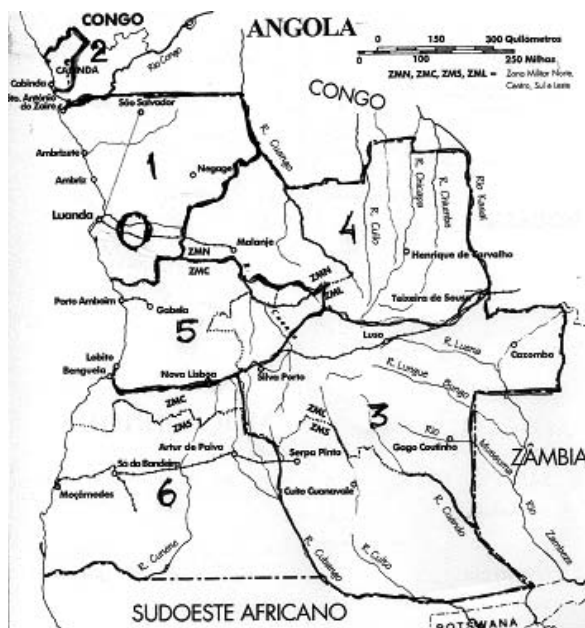 CONGO
ANGOLA
2
CABINDA
Rio Congo
Cabinda
Sto. António
do Zaire
São Salvador
0 150 300 Quilómetros
0 100 250 Milhas
ZMN, ZMC, ZMS, ZML = Zona Militar Norte,
Centro, Sul e Leste
CONGO
R. Cuango
Ambrizete
1
Negage
Ambriz
Luanda
0
ZMN
Malanje
ZMC
4
R. Cuilo
R. Chicapa
R. Chiumbe
Rio Kasai
Henrique de Carvalho
ZMN
ZML
Teixeira de Sousa
Porto Amboim
Gabela
5
Luso
R. Luena
Cazombo
Lobito
Benguela
Nova Lisboa
Silva Porto
R. Lungue
Bungo
ZMC
ZMS
ZML
ZMS
3
Rio
Gago Coutinho
ZÂMBIA
Artur de Paiva
Serpa Pinto
Sá da Bandeira
Moçâmedes
6
Cuito Cuanavale
Rio
Zambeze
R. Cunene
R. Cubango
R. Cuando
SUDOESTE AFRICANO
BOTSWANA